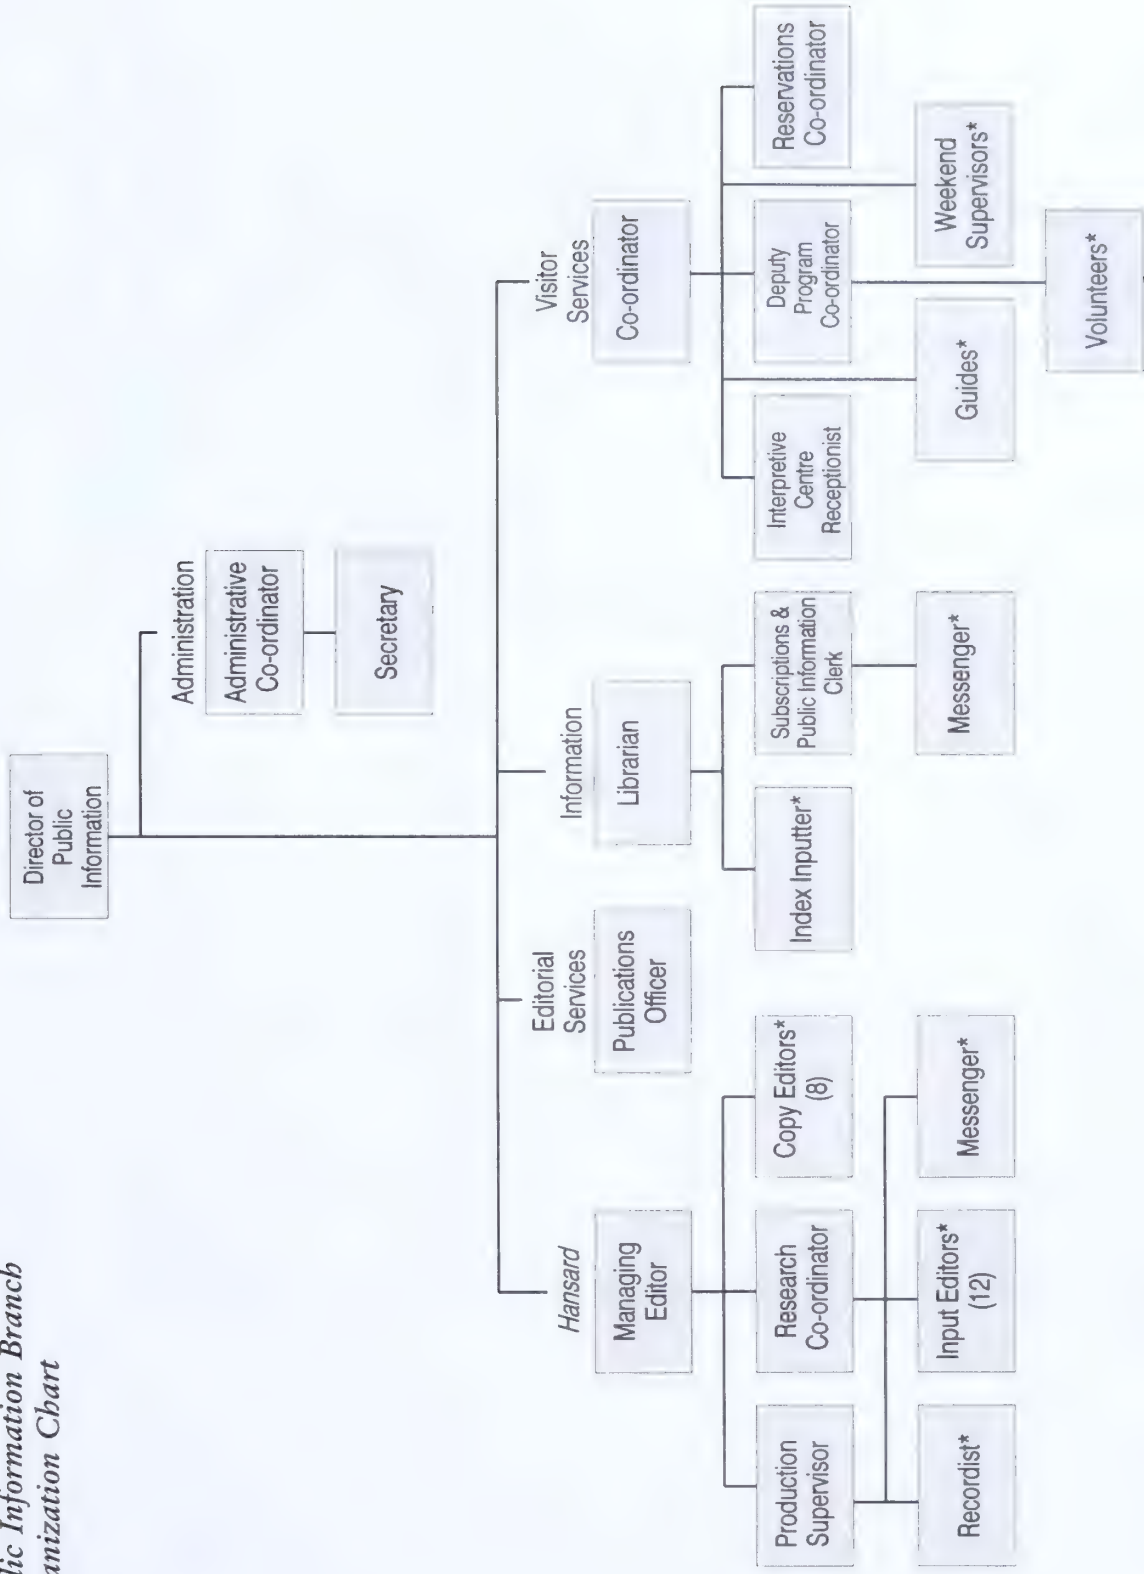 lic Information Branch
anization Chart
Director of
Public
Information
Administration
Administrative
Co-ordinator
Secretary
Hansard
Managing
Editor
Production
Supervisor
Research
Co-ordinator
Copy Editors*
(8)
Recordist*
Input Editors*
(12)
Messenger*
Editorial
Services
Publications
Officer
Information
Librarian
Index Inputter*
Subscriptions &
Public Information
Clerk
Messenger*
Visitor
Services
Co-ordinator
Interpretive
Centre
Receptionist
Deputy
Program
Co-ordinator
Reservations
Co-ordinator
Guides*
Weekend
Supervisors*
Volunteers*